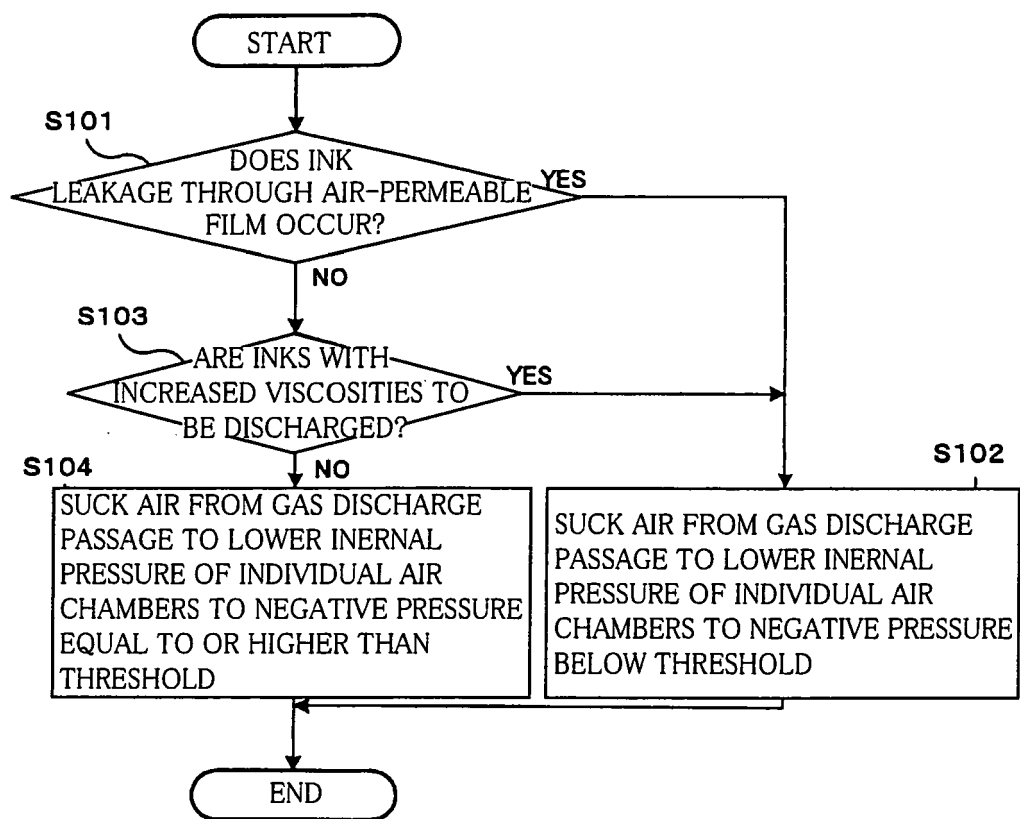 START
S101
DOES INK
LEAKAGE THROUGH AIR-PERMEABLE
FILM OCCUR?
YES
NO
S103
ARE INKS WITH
INCREASED VISCOSITIES TO
BE DISCHARGED?
YES
NO
S104
SUCK AIR FROM GAS DISCHARGE
PASSAGE TO LOWER INERNAL
PRESSURE OF INDIVIDUAL AIR
CHAMBERS TO NEGATIVE PRESSURE
EQUAL TO OR HIGHER THAN
THRESHOLD
S102
SUCK AIR FROM GAS DISCHARGE
PASSAGE TO LOWER INERNAL
PRESSURE OF INDIVIDUAL AIR
CHAMBERS TO NEGATIVE PRESSURE
BELOW THRESHOLD
END